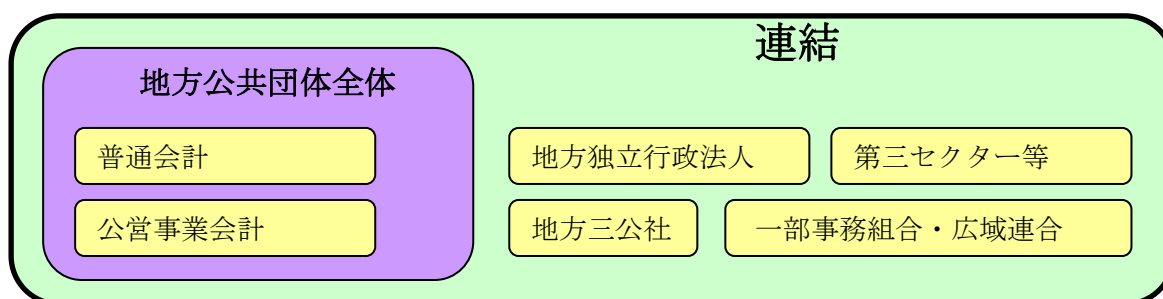 連結
地方公共団体全体
普通会計
公営事業会計
地方独立行政法人
第三セクター等
地方三公社
一部事務組合・広域連合